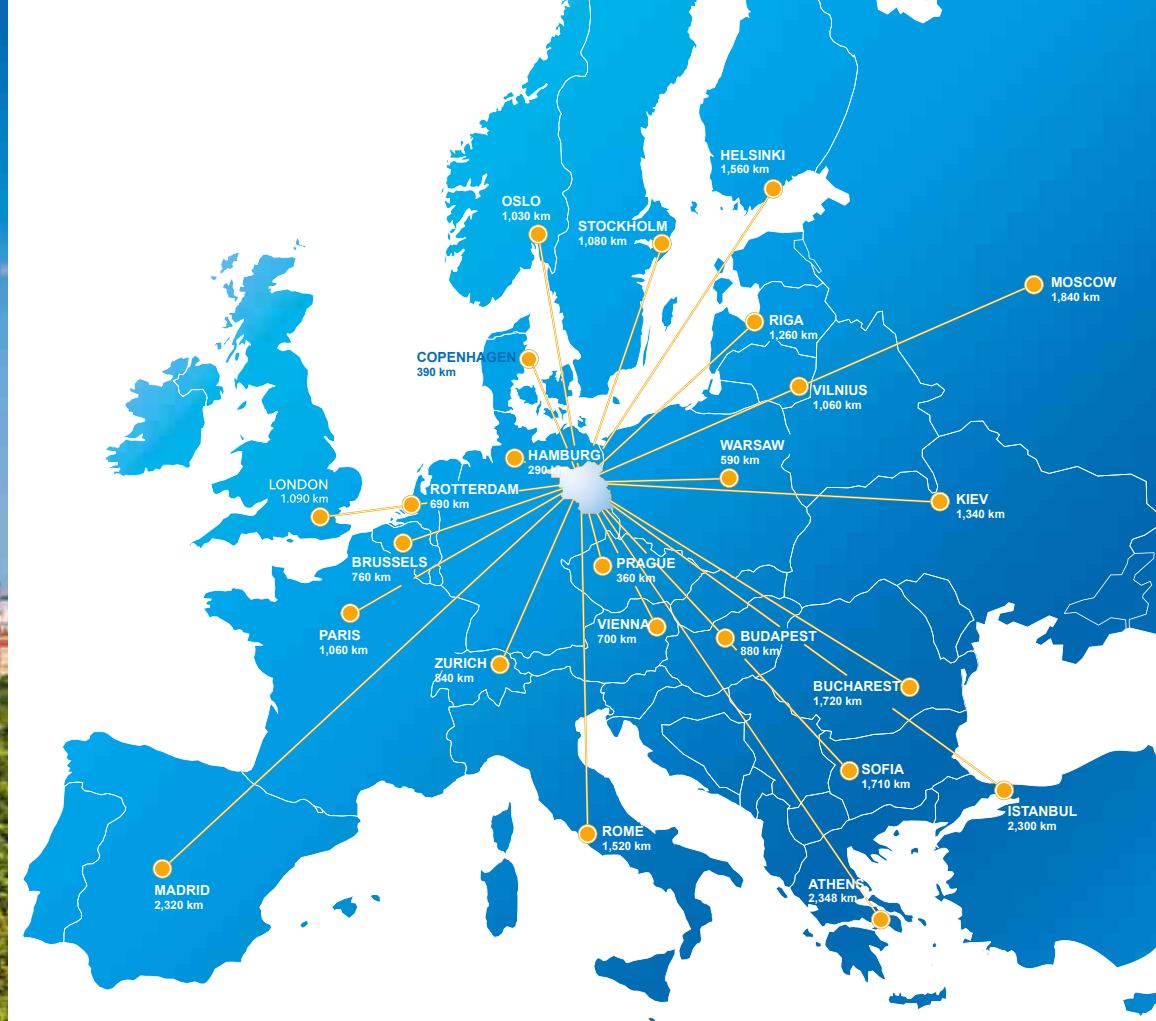 HELSINKI
1,560 km
OSLO
1,030 km
STOCKHOLM
1,080 km
MOSCOW
1,840 km
RIGA
1,260 km
COPENHAGEN
390 km
VILNIUS
1,060 km
WARSAW
590 km
HAMBURG
290 km
LONDON
1.090 km
ROTTERDAM
690 km
KIEV
1,340 km
BRUSSELS
760 km
PRAGUE
360 km
PARIS
1,060 km
VIENNA
700 km
BUDAPEST
880 km
ZURICH
840 km
BUCHAREST
1,720 km
SOFIA
1,710 km
ISTANBUL
2,300 km
ROME
1,520 km
MADRID
2,320 km
ATHENS
2,348 km